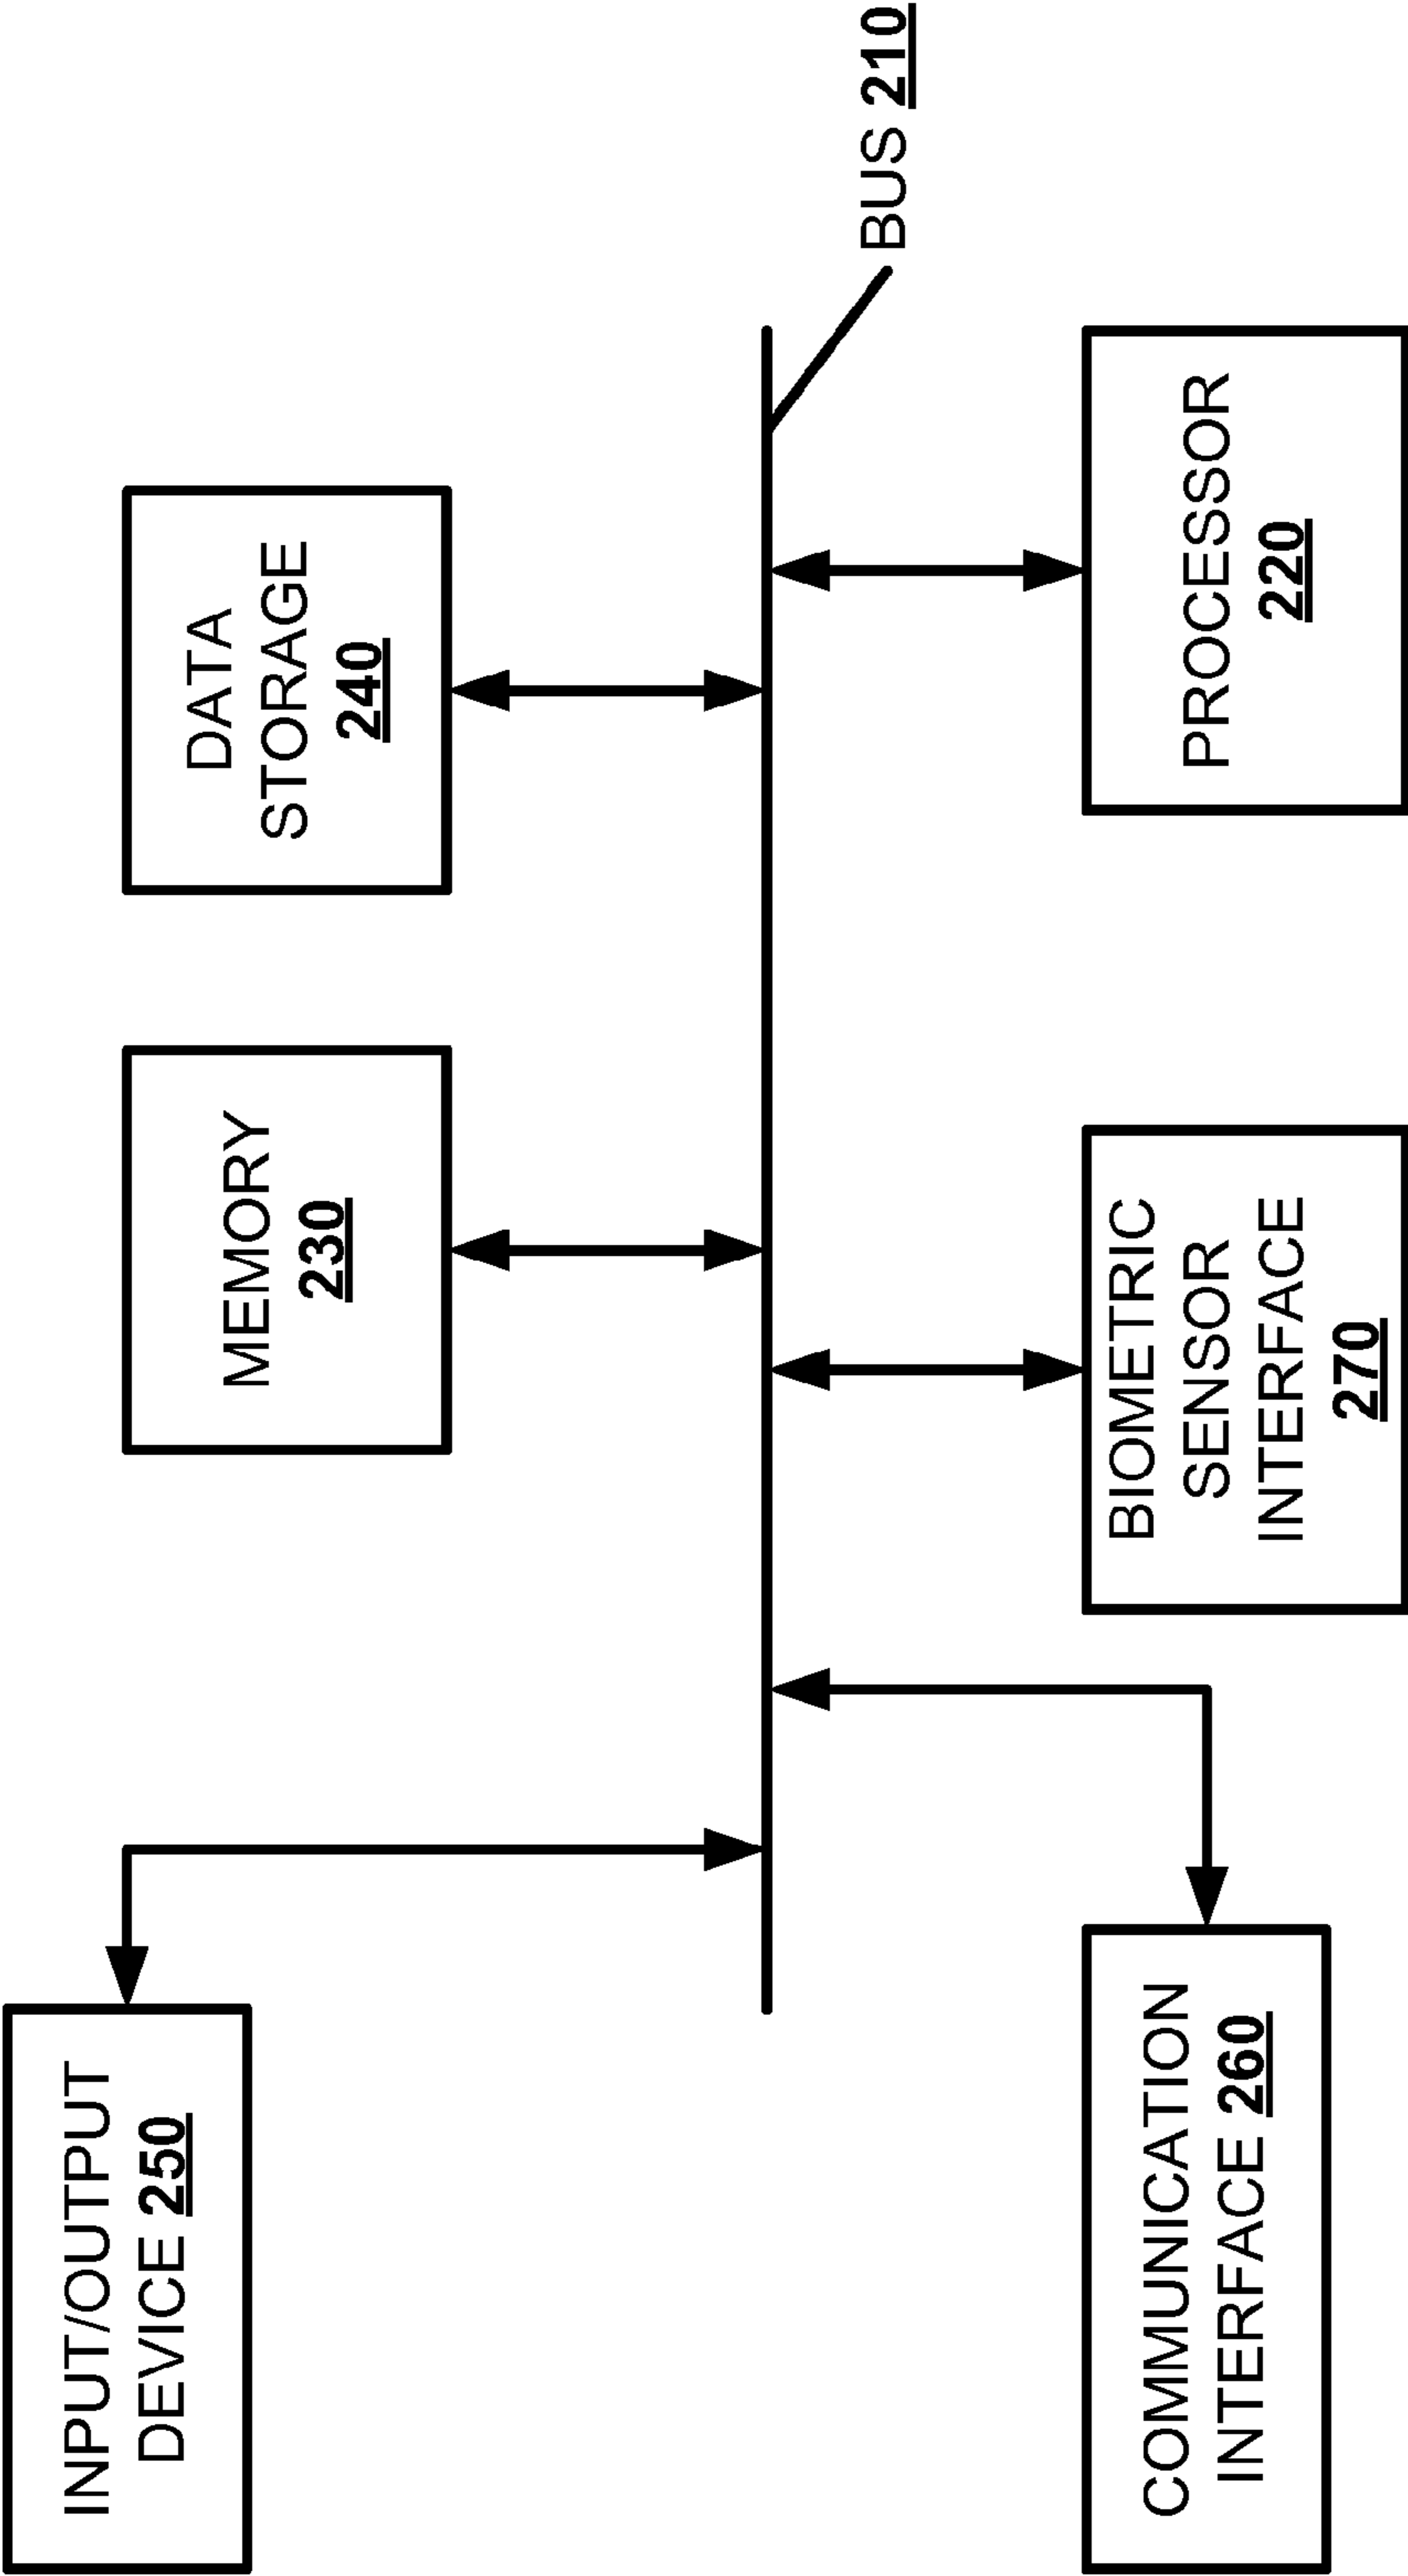 INPUT/OUTPUT
DEVICE 250
MEMORY
230
DATA
STORAGE
240
BUS 210
COMMUNICATION
INTERFACE 260
BIOMETRIC
SENSOR
INTERFACE
270
PROCESSOR
220